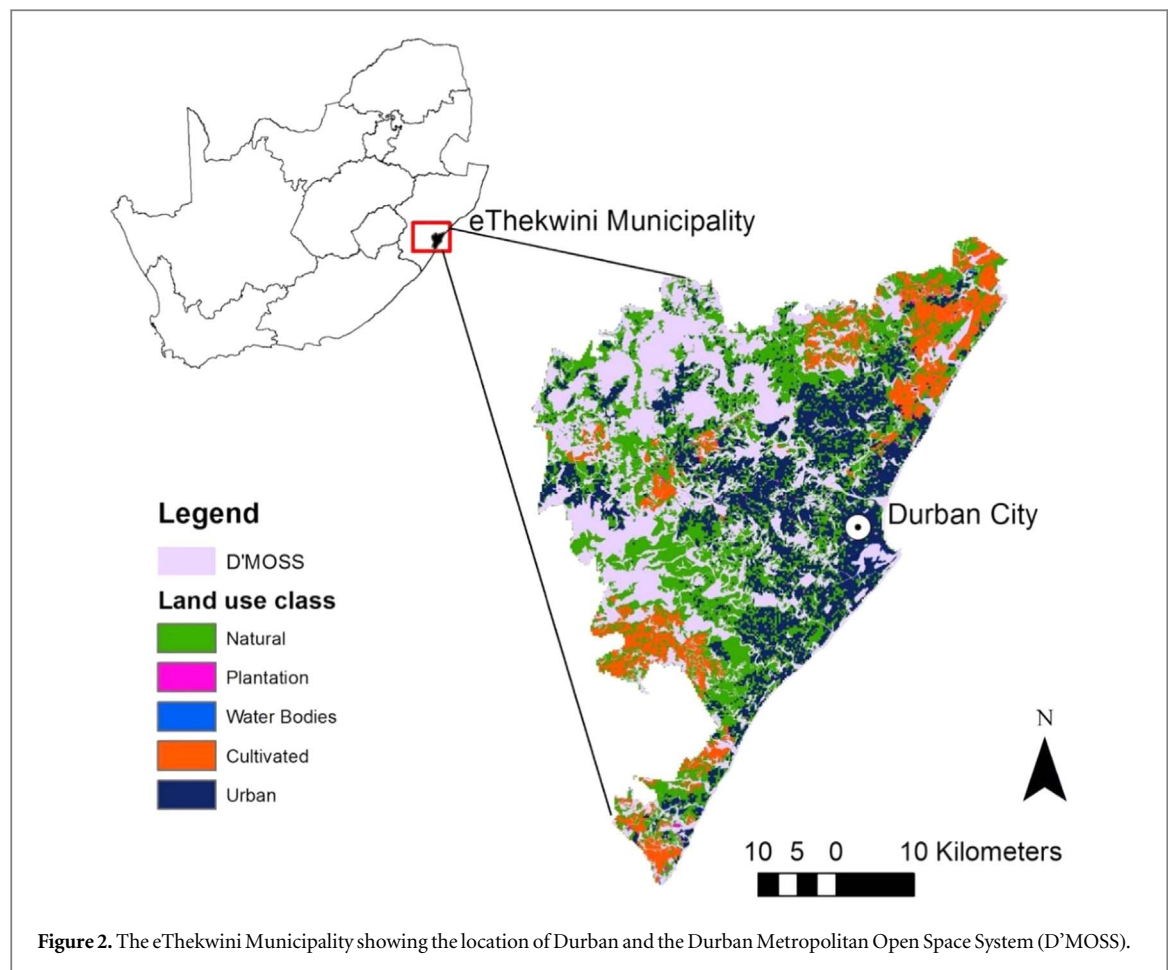 eThekwini Municipality
Durban City
Legend
D'MOSS
Land use class
Natural
Plantation
Water Bodies
Cultivated
Urban
N
10 5 0 10 Kilometers
Figure 2. The eThekwini Municipality showing the location of Durban and the Durban Metropolitan Open Space System (D’MOSS).